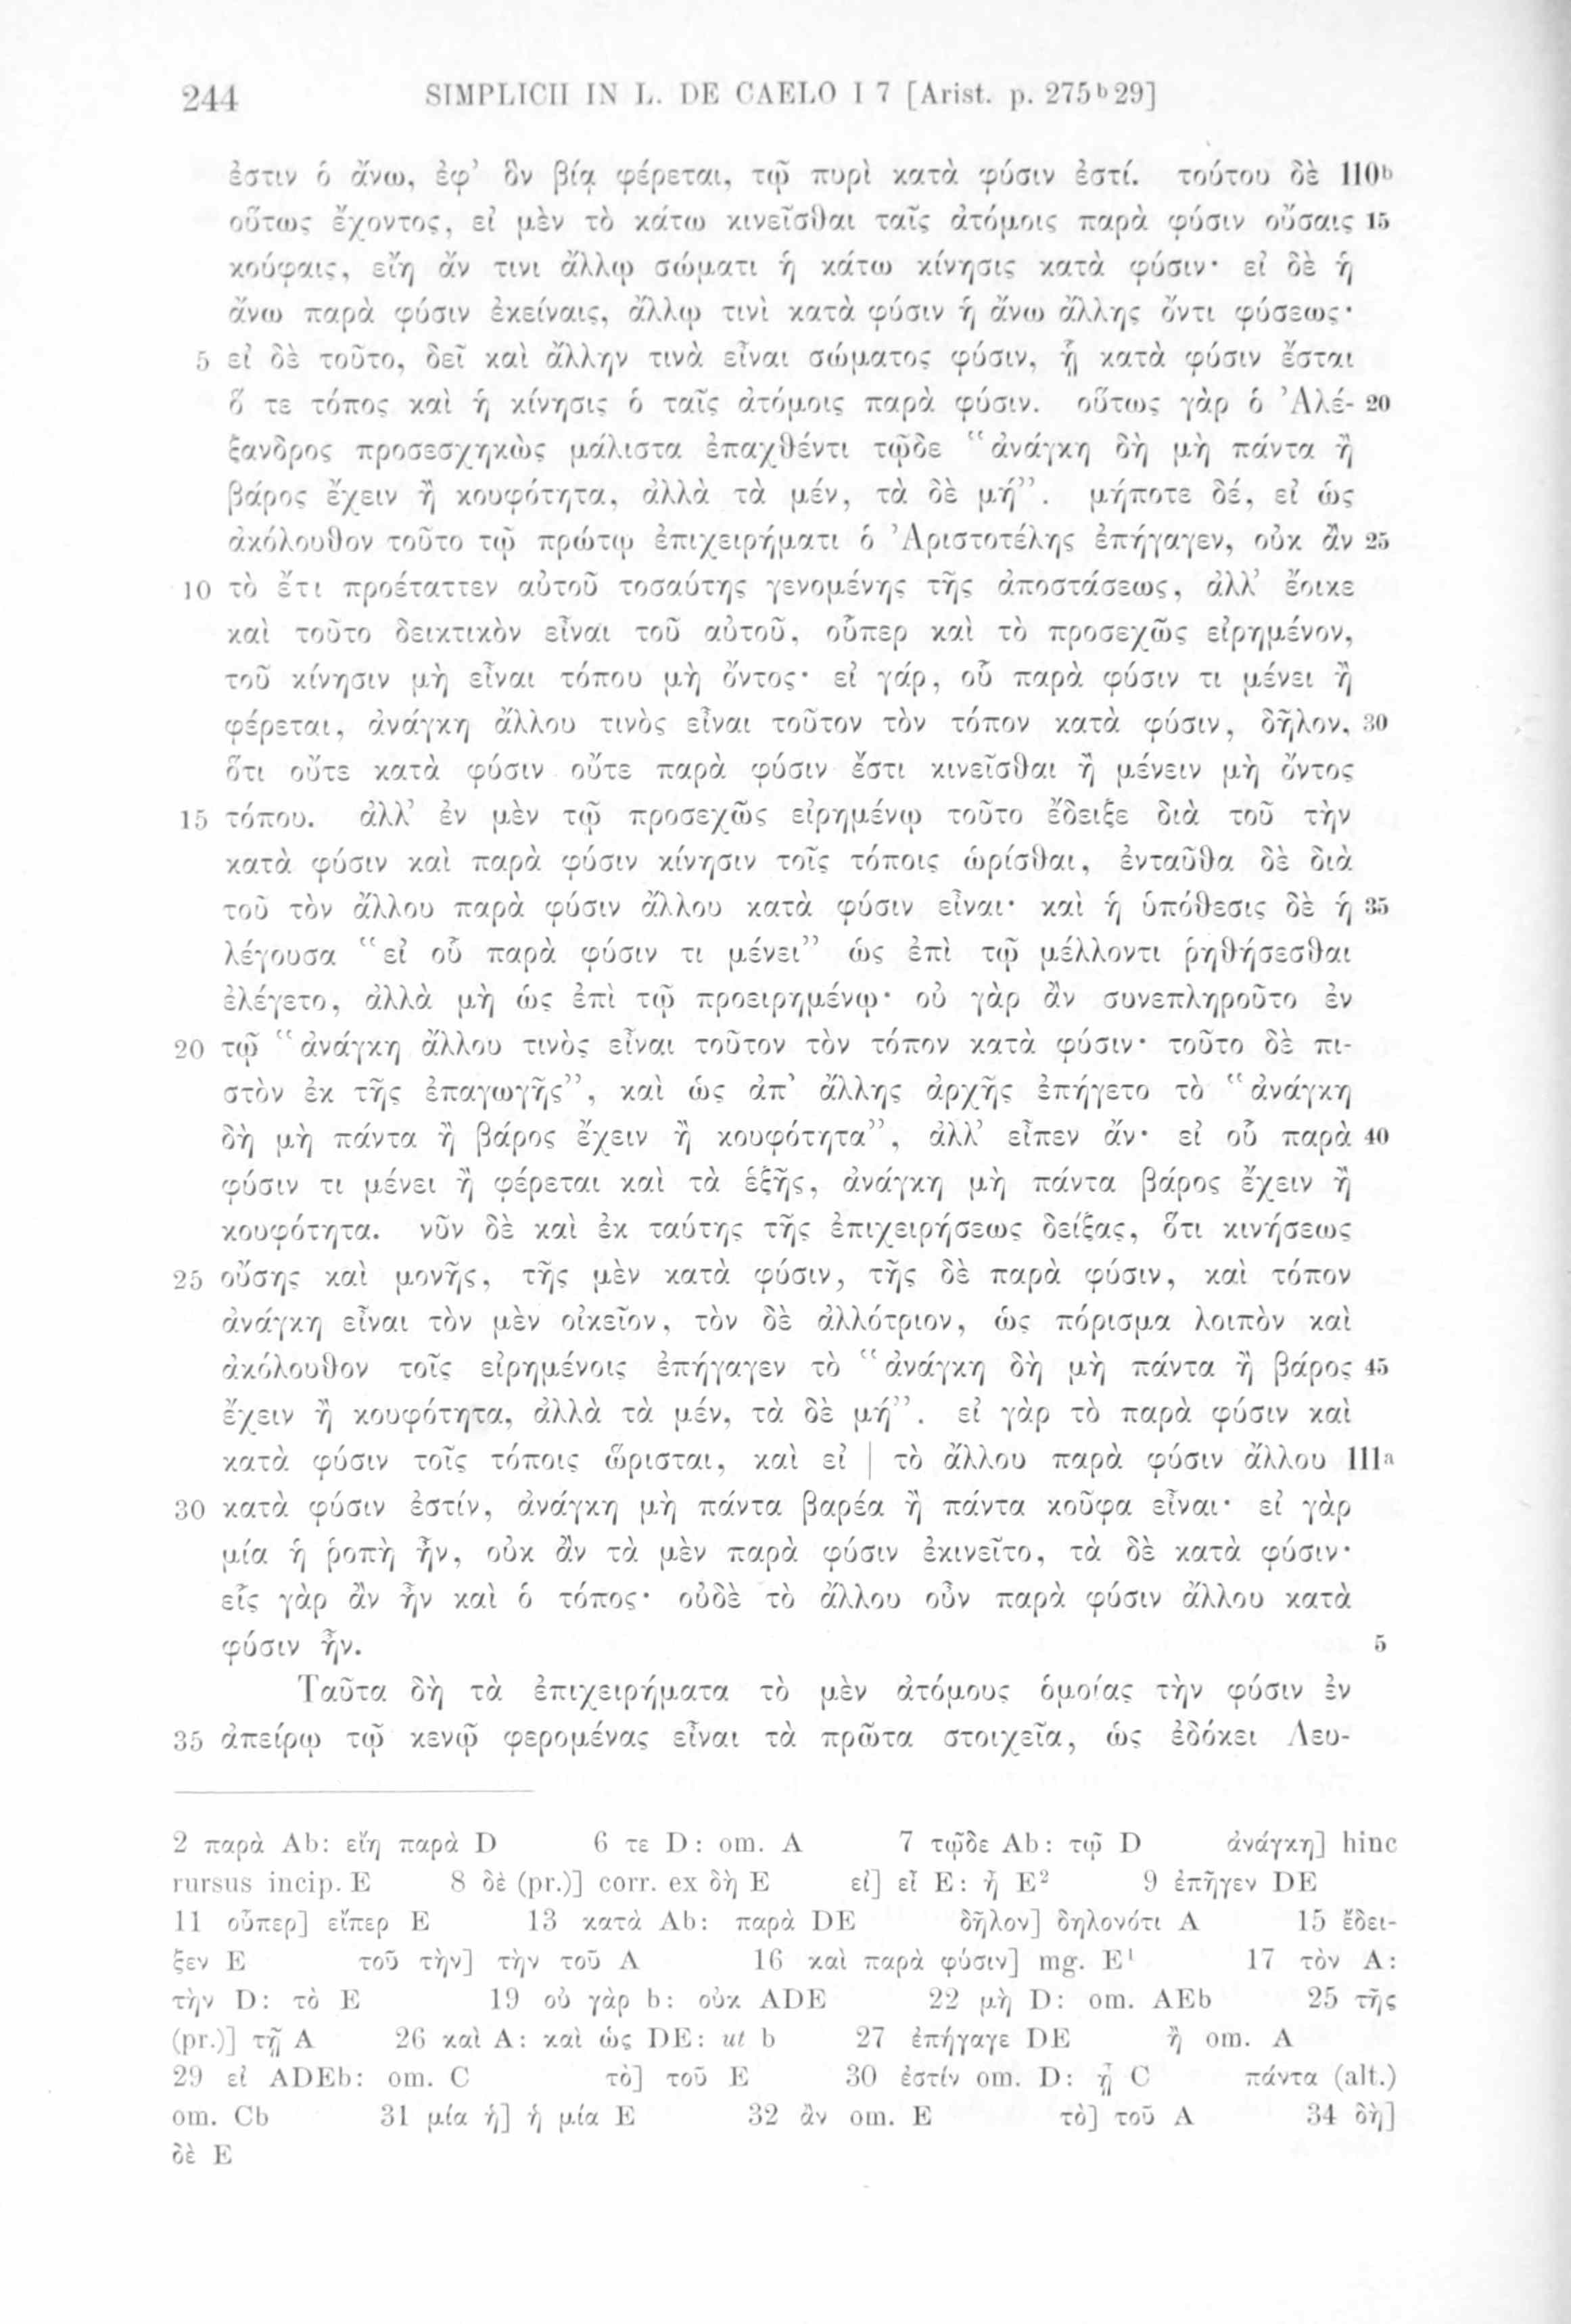 244 SIMPLICII IN L. DE CAELO I 7 [Arist. p. 275ᵇ29]
ἐστιν ὁ ἄνω, ἐφ’ ὃν βίᾳ φέρεται, τῷ πυρὶ κατὰ φύσιν ἐστί. τούτου δὲ 110ᵇ
οὕτως ἔχοντος, εἰ μὲν τὸ κάτω κινεῖσθαι ταῖς ἀτόμοις παρὰ φύσιν οὔσαις 15
κούφαις, εἴη ἄν τινι ἄλλῳ σώματι ἡ κάτω κίνησις κατὰ φύσιν· εἰ δὲ ἡ
ἄνω παρὰ φύσιν ἐκείναις, ἄλλῳ τινὶ κατὰ φύσιν ἡ ἄνω ἄλλης ὄντι φύσεως·
5 εἰ δὲ τοῦτο, δεῖ καὶ ἄλλην τινὰ εἶναι σώματος φύσιν, ᾗ κατὰ φύσιν ἔσται
ὅ τε τόπος καὶ ἡ κίνησις ὁ ταῖς ἀτόμοις παρὰ φύσιν. οὕτως γὰρ ὁ Ἀλέ- 20
ξανδρος προσεσχηκὼς μάλιστα ἐπαχθέντι τῷδε “ἀνάγκη δὴ μὴ πάντα ἢ
βάρος ἔχειν ἢ κουφότητα, ἀλλὰ τὰ μέν, τὰ δὲ μή”. μήποτε δέ, εἰ ὡς
ἀκόλουθον τοῦτο τῷ πρώτῳ ἐπιχειρήματι ὁ Ἀριστοτέλης ἐπήγαγεν, οὐκ ἂν 25
10 τὸ ἔτι προέταττεν αὐτοῦ τοσαύτης γενομένης τῆς ἀποστάσεως, ἀλλ’ ἔοικε
καὶ τοῦτο δεικτικὸν εἶναι τοῦ αὐτοῦ, οὗπερ καὶ τὸ προσεχῶς εἰρημένον,
τοῦ κίνησιν μὴ εἶναι τόπου μὴ ὄντος· εἰ γάρ, οὗ παρὰ φύσιν τι μένει ἢ
φέρεται, ἀνάγκη ἄλλου τινὸς εἶναι τοῦτον τὸν τόπον κατὰ φύσιν, δῆλον, 30
ὅτι οὔτε κατὰ φύσιν οὔτε παρὰ φύσιν ἔστι κινεῖσθαι ἢ μένειν μὴ ὄντος
15 τόπου. ἀλλ’ ἐν μὲν τῷ προσεχῶς εἰρημένῳ τοῦτο ἔδειξε διὰ τοῦ τὴν
κατὰ φύσιν καὶ παρὰ φύσιν κίνησιν τοῖς τόποις ὡρίσθαι, ἐνταῦθα δὲ διὰ
τοῦ τὸν ἄλλου παρὰ φύσιν ἄλλου κατὰ φύσιν εἶναι· καὶ ἡ ὑπόθεσις δὲ ἡ 35
λέγουσα “εἰ οὗ παρὰ φύσιν τι μένει” ὡς ἐπὶ τῷ μέλλοντι ῥηθήσεσθαι
ἐλέγετο, ἀλλὰ μὴ ὡς ἐπὶ τῷ προειρημένῳ· οὐ γὰρ ἂν συνεπληροῦτο ἐν
20 τῷ “ἀνάγκη ἄλλου τινὸς εἶναι τοῦτον τὸν τόπον κατὰ φύσιν· τοῦτο δὲ πι-
στὸν ἐκ τῆς ἐπαγωγῆς”, καὶ ὡς ἀπ’ ἄλλης ἀρχῆς ἐπήγετο τὸ “ἀνάγκη
δὴ μὴ πάντα ἢ βάρος ἔχειν ἢ κουφότητα”, ἀλλ’ εἶπεν ἄν· εἰ οὗ παρὰ 40
φύσιν τι μένει ἢ φέρεται καὶ τὰ ἑξῆς, ἀνάγκη μὴ πάντα βάρος ἔχειν ἢ
κουφότητα. νῦν δὲ καὶ ἐκ ταύτης τῆς ἐπιχειρήσεως δείξας, ὅτι κινήσεως
25 οὔσης καὶ μονῆς, τῆς μὲν κατὰ φύσιν, τῆς δὲ παρὰ φύσιν, καὶ τόπον
ἀνάγκη εἶναι τὸν μὲν οἰκεῖον, τὸν δὲ ἀλλότριον, ὡς πόρισμα λοιπὸν καὶ
ἀκόλουθον τοῖς εἰρημένοις ἐπήγαγεν τὸ “ἀνάγκη δὴ μὴ πάντα ἢ βάρος 45
ἔχειν ἢ κουφότητα, ἀλλὰ τὰ μέν, τὰ δὲ μή”. εἰ γὰρ τὸ παρὰ φύσιν καὶ
κατὰ φύσιν τοῖς τόποις ὥρισται, καὶ εἰ | τὸ ἄλλου παρὰ φύσιν ἄλλου 111ᵃ
30 κατὰ φύσιν ἐστίν, ἀνάγκη μὴ πάντα βαρέα ἢ πάντα κοῦφα εἶναι· εἰ γὰρ
μία ἡ ῥοπὴ ἦν, οὐκ ἂν τὰ μὲν παρὰ φύσιν ἐκινεῖτο, τὰ δὲ κατὰ φύσιν·
εἷς γὰρ ἂν ἦν καὶ ὁ τόπος· οὐδὲ τὸ ἄλλου οὖν παρὰ φύσιν ἄλλου κατὰ
φύσιν ἦν. 5
Ταῦτα δὴ τὰ ἐπιχειρήματα τὸ μὲν ἀτόμους ὁμοίας τὴν φύσιν ἐν
35 ἀπείρῳ τῷ κενῷ φερομένας εἶναι τὰ πρῶτα στοιχεῖα, ὡς ἐδόκει Λευ-
2 παρὰ Ab: εἴη παρὰ D 6 τε D: om. A 7 τῷδε Ab: τῷ D ἀνάγκη] hinc
rursus incip. E 8 δὲ (pr.)] corr. ex δὴ E εἰ] εἶ E: ἢ E² 9 ἐπῆγεν DE
11 οὗπερ] εἴπερ E 13 κατὰ Ab: παρὰ DE δῆλον] δηλονότι A 15 ἔδει-
ξεν E τοῦ τὴν] τὴν τοῦ A 16 καὶ παρὰ φύσιν] mg. E¹ 17 τὸν A:
τὴν D: τὸ E 19 οὐ γὰρ b: οὐκ ADE 22 μὴ D: om. AEb 25 τῆς
(pr.)] τῇ A 26 καὶ A: καὶ ὡς DE: ut b 27 ἐπήγαγε DE ἢ om. A
29 εἰ ADEb: om. C τὸ] τοῦ E 30 ἐστίν om. D: ᾖ C πάντα (alt.)
om. Cb 31 μία ἡ] ἡ μία E 32 ἂν om. E τὸ] τοῦ A 34 δὴ]
δὲ E